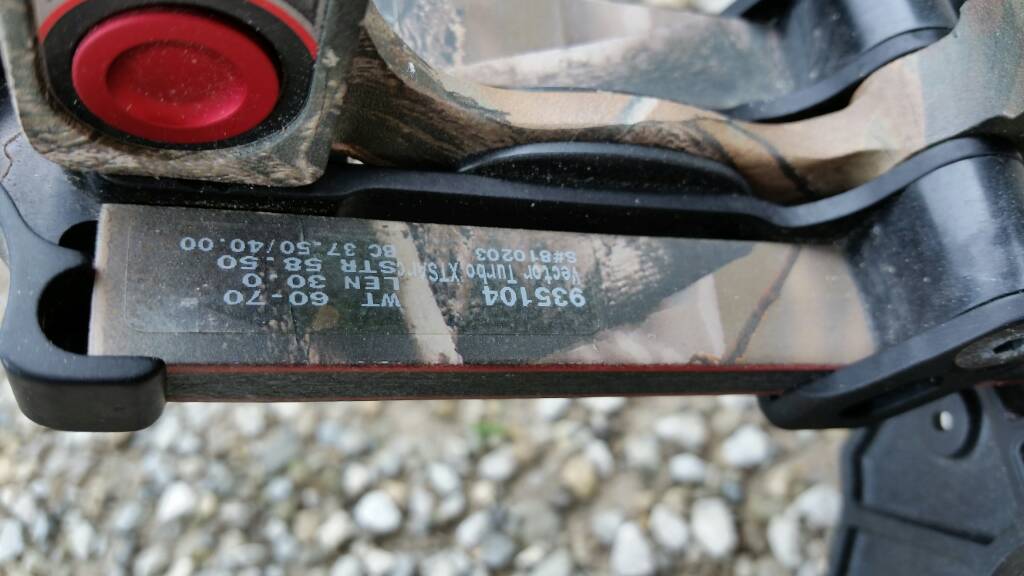 935104
Vector Turbo XTS
S#810203
WT 60-70
LEN 30.0
STR 58.50
BC 37.50/40.00